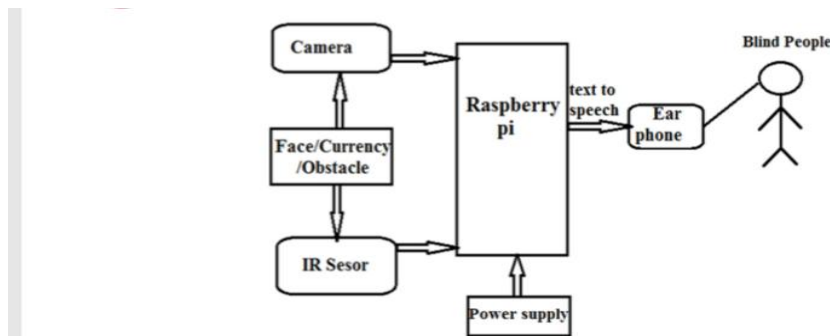 Camera
Blind People
Raspberry
pi
text to
speech
Ear
phone
Face/Currency
/Obstacle
IR Sesor
Power supply